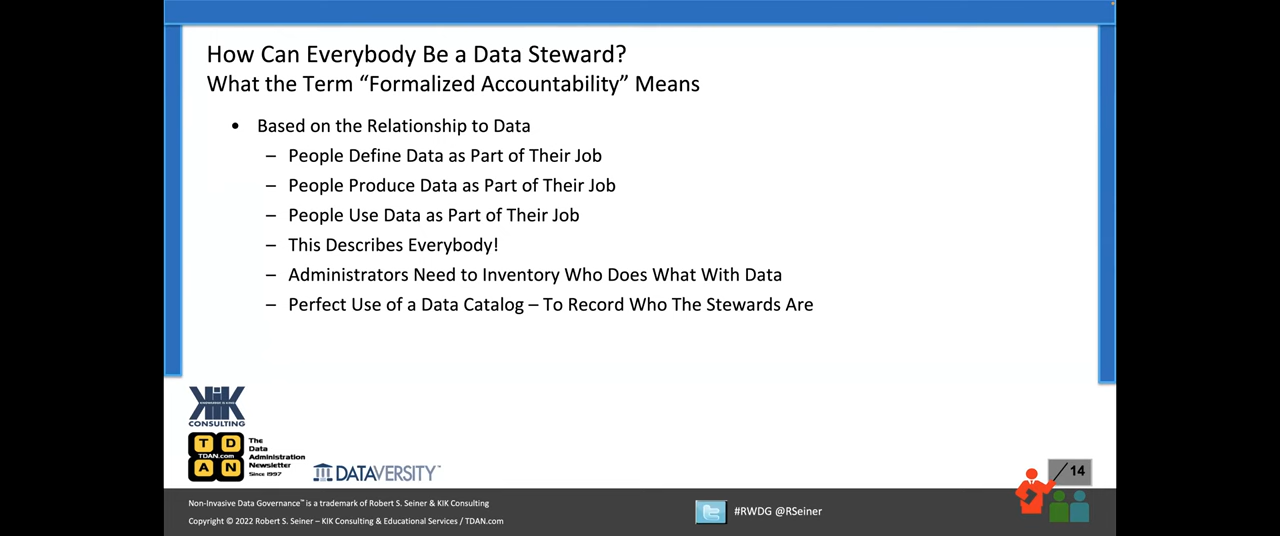 How Can Everybody Be a Data Steward?
What the Term “Formalized Accountability” Means
• Based on the Relationship to Data
– People Define Data as Part of Their Job
– People Produce Data as Part of Their Job
– People Use Data as Part of Their Job
– This Describes Everybody!
– Administrators Need to Inventory Who Does What With Data
– Perfect Use of a Data Catalog – To Record Who The Stewards Are
KIK
CONSULTING
T D
TDAN.com
A N
The
Data
Administration
Newsletter
Since 1997
DATAVERSITY™
14
Non-Invasive Data Governance™ is a trademark of Robert S. Seiner & KIK Consulting
Copyright © 2022 Robert S. Seiner – KIK Consulting & Educational Services / TDAN.com
#RWDG @RSeiner